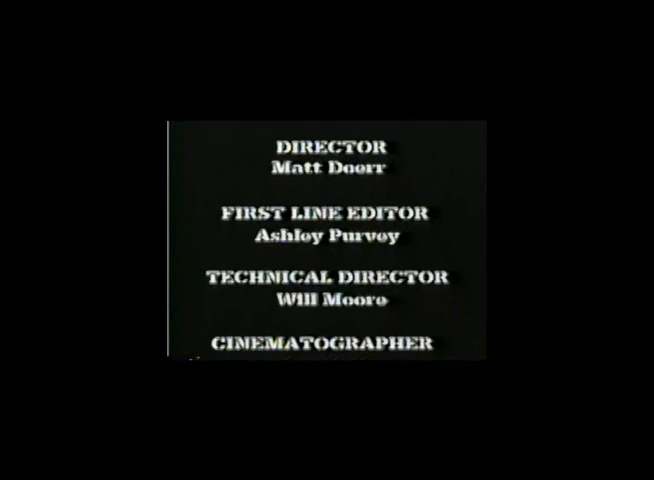 DIRECTOR
Matt Doerr
FIRST LINE EDITOR
Ashley Purvey
TECHNICAL DIRECTOR
Will Moore
CINEMATOGRAPHER